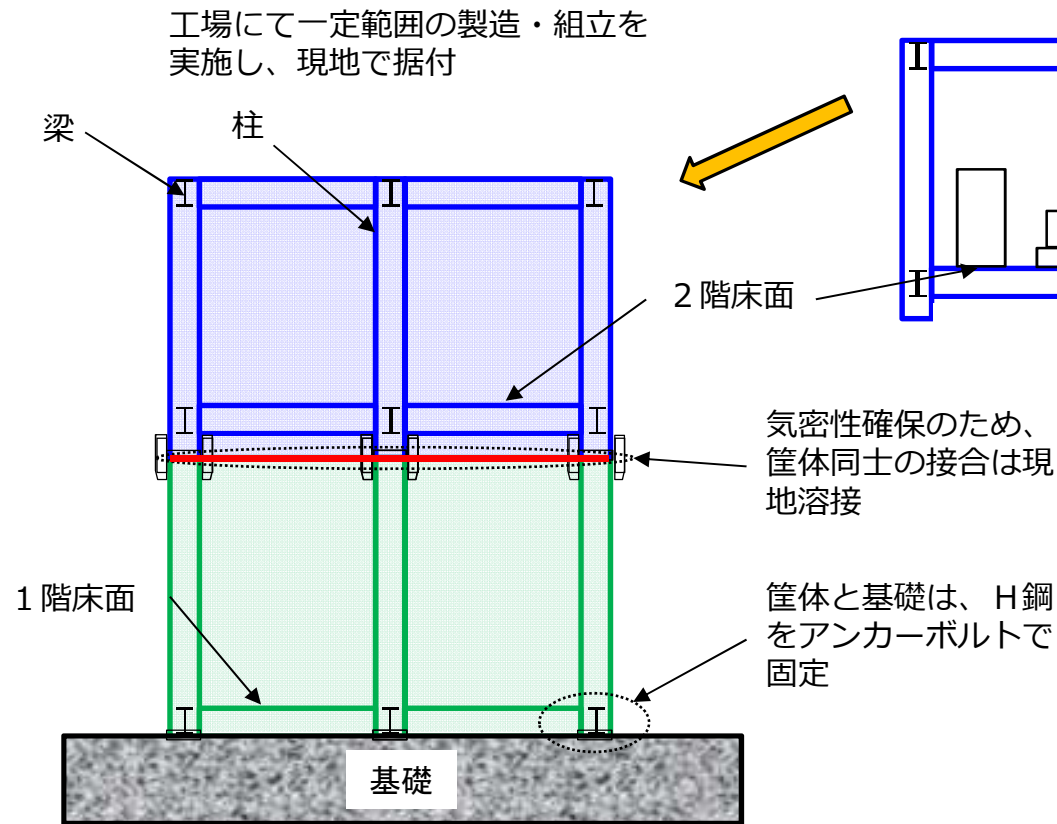 工場にて一定範囲の製造・組立を
実施し、現地で据付
梁
柱
２階床面
気密性確保のため、
筐体同士の接合は現
地溶接
１階床面
筐体と基礎は、Ｈ鋼
をアンカーボルトで
固定
基礎